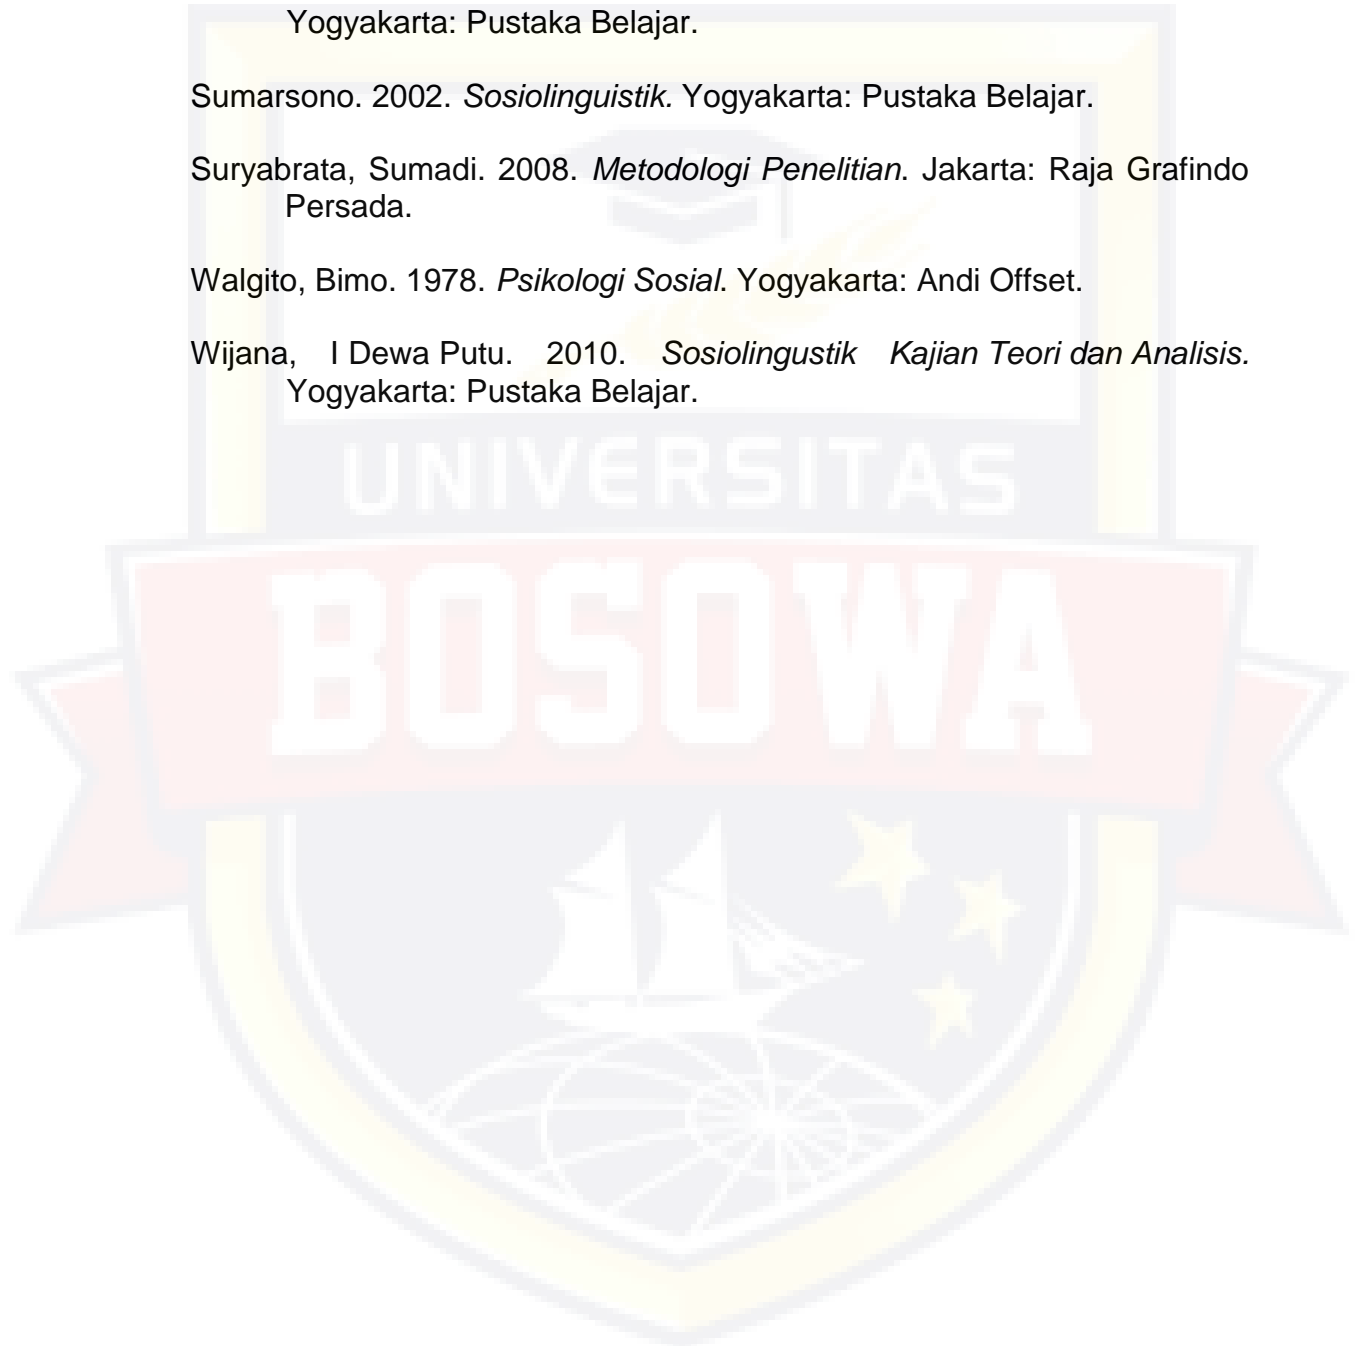 Yogyakarta: Pustaka Belajar.
Sumarsono. 2002. Sosiolinguistik. Yogyakarta: Pustaka Belajar.
Suryabrata, Sumadi. 2008. Metodologi Penelitian. Jakarta: Raja Grafindo
Persada.
Walgito, Bimo. 1978. Psikologi Sosial. Yogyakarta: Andi Offset.
Wijana, I Dewa Putu. 2010. Sosiolingustik Kajian Teori dan Analisis.
Yogyakarta: Pustaka Belajar.
UNIVERSITAS
BOSOWA